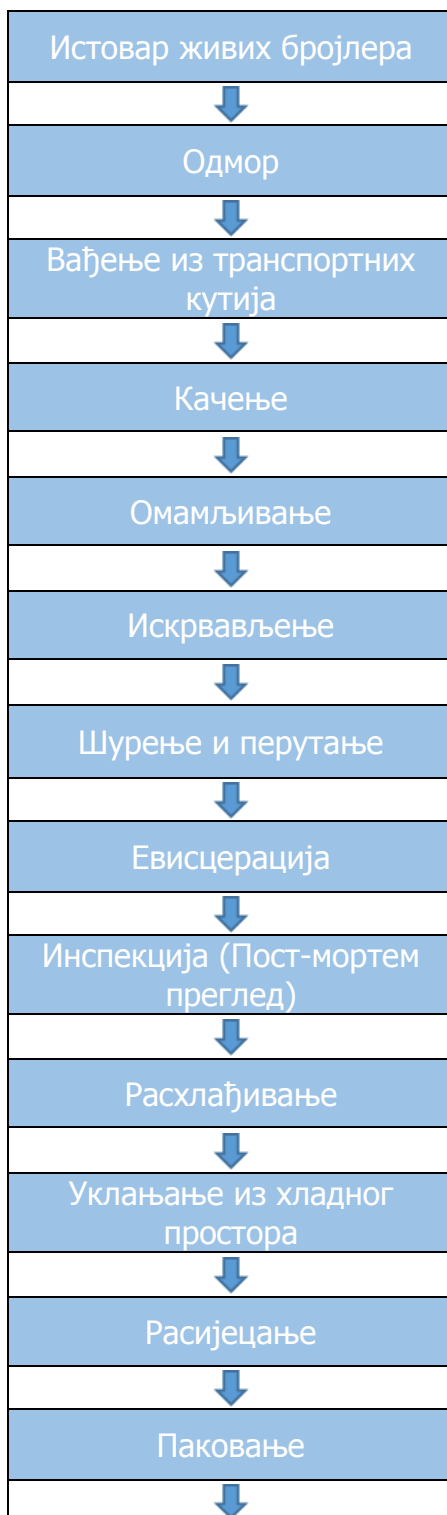 Истовар живих бројлера
Одмор
Вађење из транспортних
кутија
Качење
Омамљивање
Искрвављење
Шурење и перутање
Евисцерација
Инспекција (Пост-мортем
преглед)
Расхлађивање
Уклањање из хладног
простора
Расијецање
Паковање